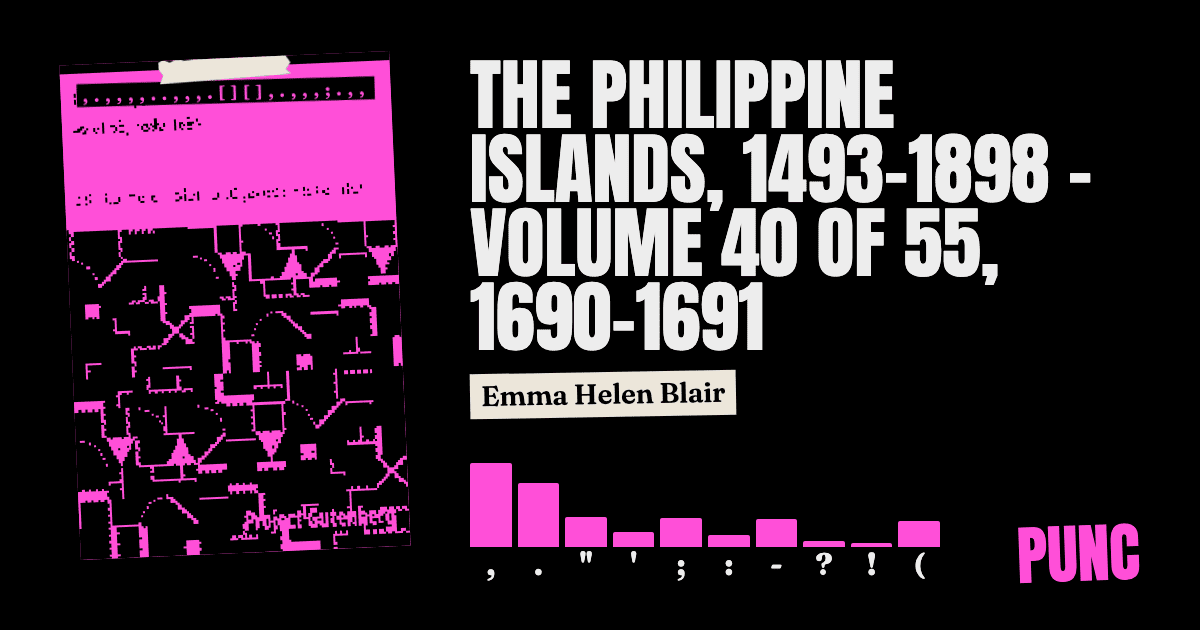 ,.,,,,..,,,.[][],.,,,;.,,
Project Gutenberg
THE PHILIPPINE
ISLANDS, 1493-1898 -
VOLUME 40 OF 55,
1690-1691
Emma Helen Blair
, . " ' ; : - ? ! (
PUNC